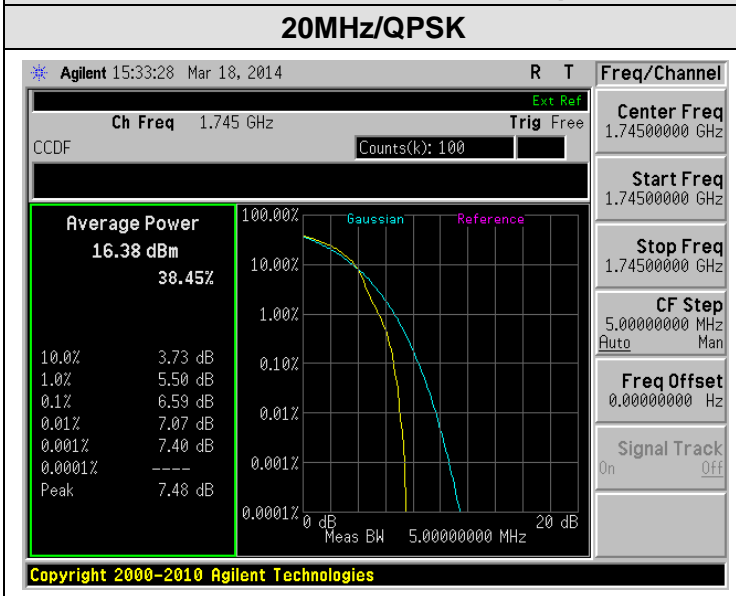 20MHz/QPSK
Agilent 15:33:28 Mar 18, 2014 R T
Freq/Channel
Ext Ref
Ch Freq 1.745 GHz Trig Free
CCDF Counts(k): 100
Center Freq
1.74500000 GHz
Start Freq
1.74500000 GHz
Stop Freq
1.74500000 GHz
CF Step
5.00000000 MHz
Auto Man
Freq Offset
0.00000000 Hz
Signal Track
On Off
Average Power
16.38 dBm
38.45%
10.0% 3.73 dB
1.0% 5.50 dB
0.1% 6.59 dB
0.01% 7.07 dB
0.001% 7.40 dB
0.0001% ----
Peak 7.48 dB
Gaussian Reference
100.00%
10.00%
1.00%
0.10%
0.01%
0.001%
0.0001%
0 dB 20 dB
Meas BW 5.00000000 MHz
Copyright 2000-2010 Agilent Technologies